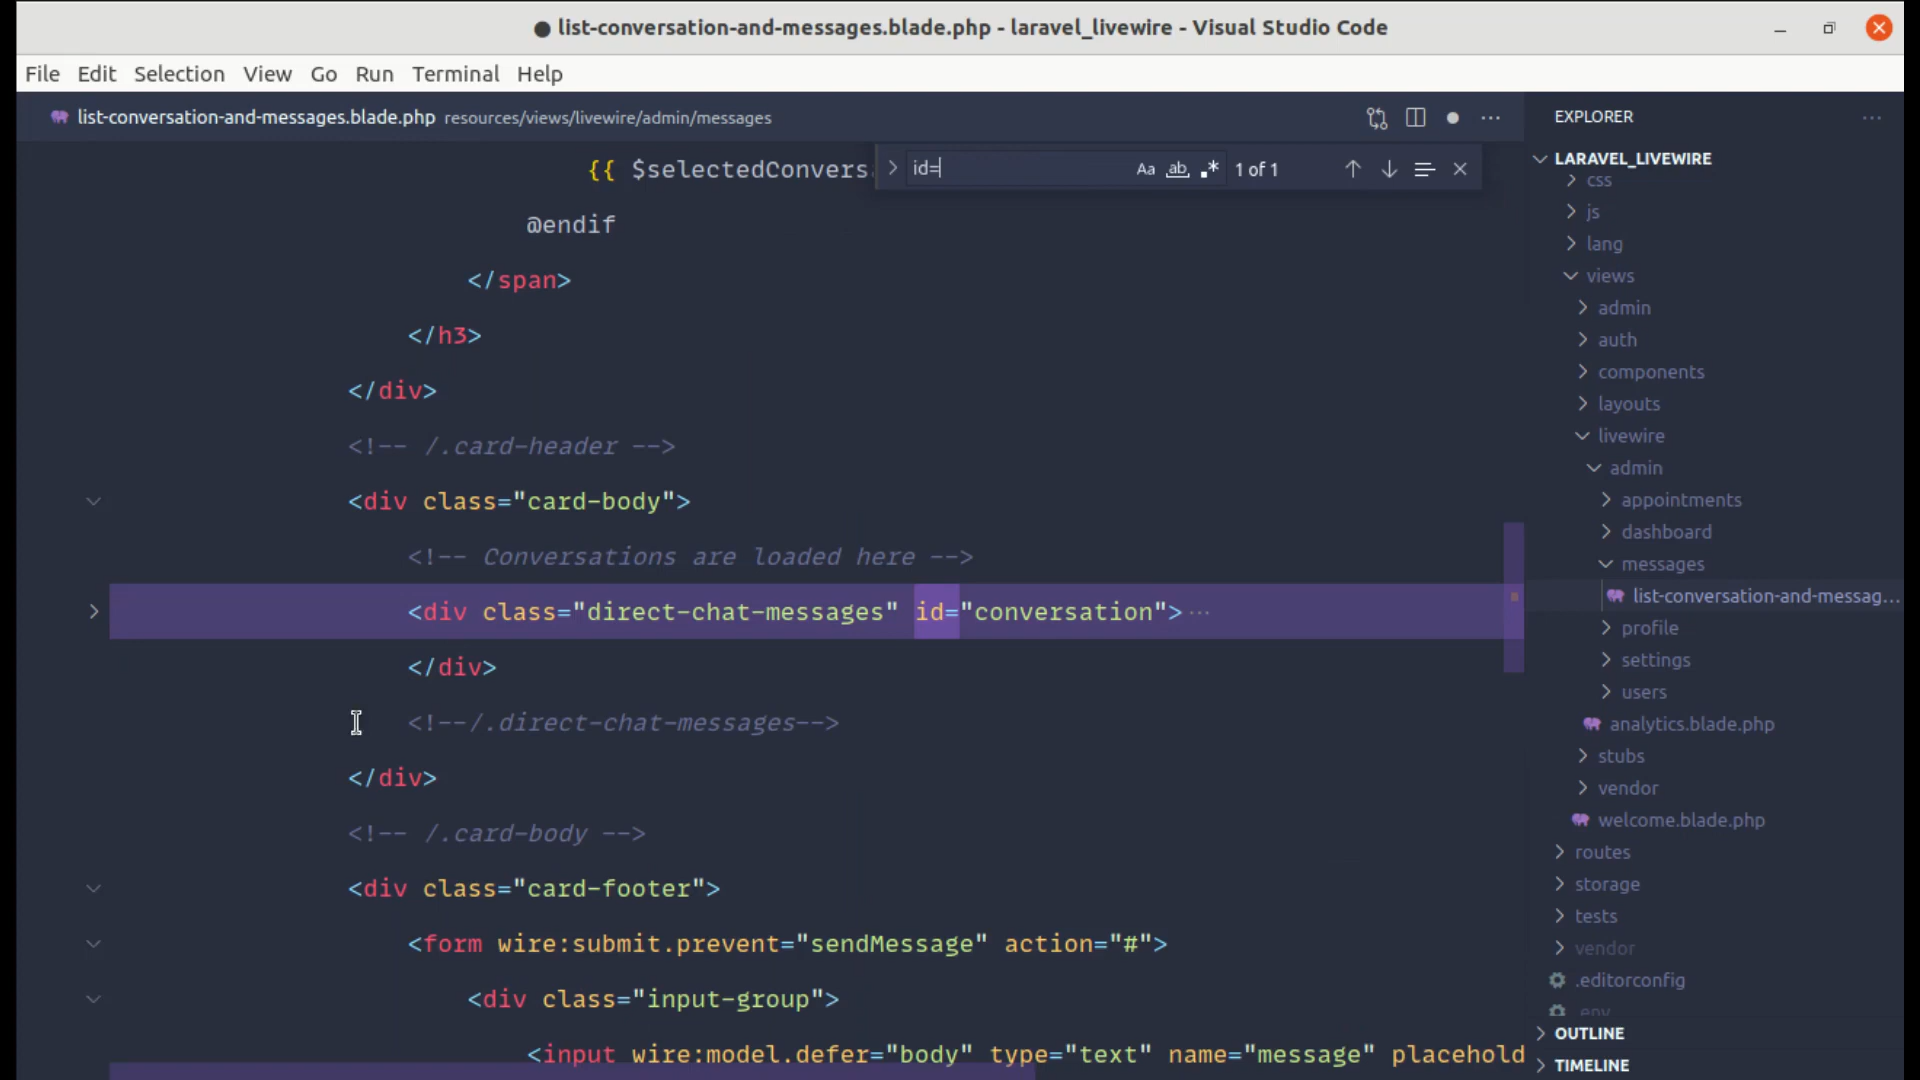 ● list-conversation-and-messages.blade.php - laravel_livewire - Visual Studio Code
File Edit Selection View Go Run Terminal Help
list-conversation-and-messages.blade.php resources/views/livewire/admin/messages
id= Aa ab 1 of 1
{{ $selectedConvers
@endif
</span>
</h3>
</div>
<!-- /.card-header -->
<div class="card-body">
<!-- Conversations are loaded here -->
<div class="direct-chat-messages" id="conversation">···
</div>
<!--/.direct-chat-messages-->
</div>
<!-- /.card-body -->
<div class="card-footer">
<form wire:submit.prevent="sendMessage" action="#">
<div class="input-group">
<input wire:model.defer="body" type="text" name="message" placehold
EXPLORER
LARAVEL_LIVEWIRE
css
js
lang
views
admin
auth
components
layouts
livewire
admin
appointments
dashboard
messages
list-conversation-and-messag...
profile
settings
users
analytics.blade.php
stubs
vendor
welcome.blade.php
routes
storage
tests
vendor
.editorconfig
.env
OUTLINE
TIMELINE